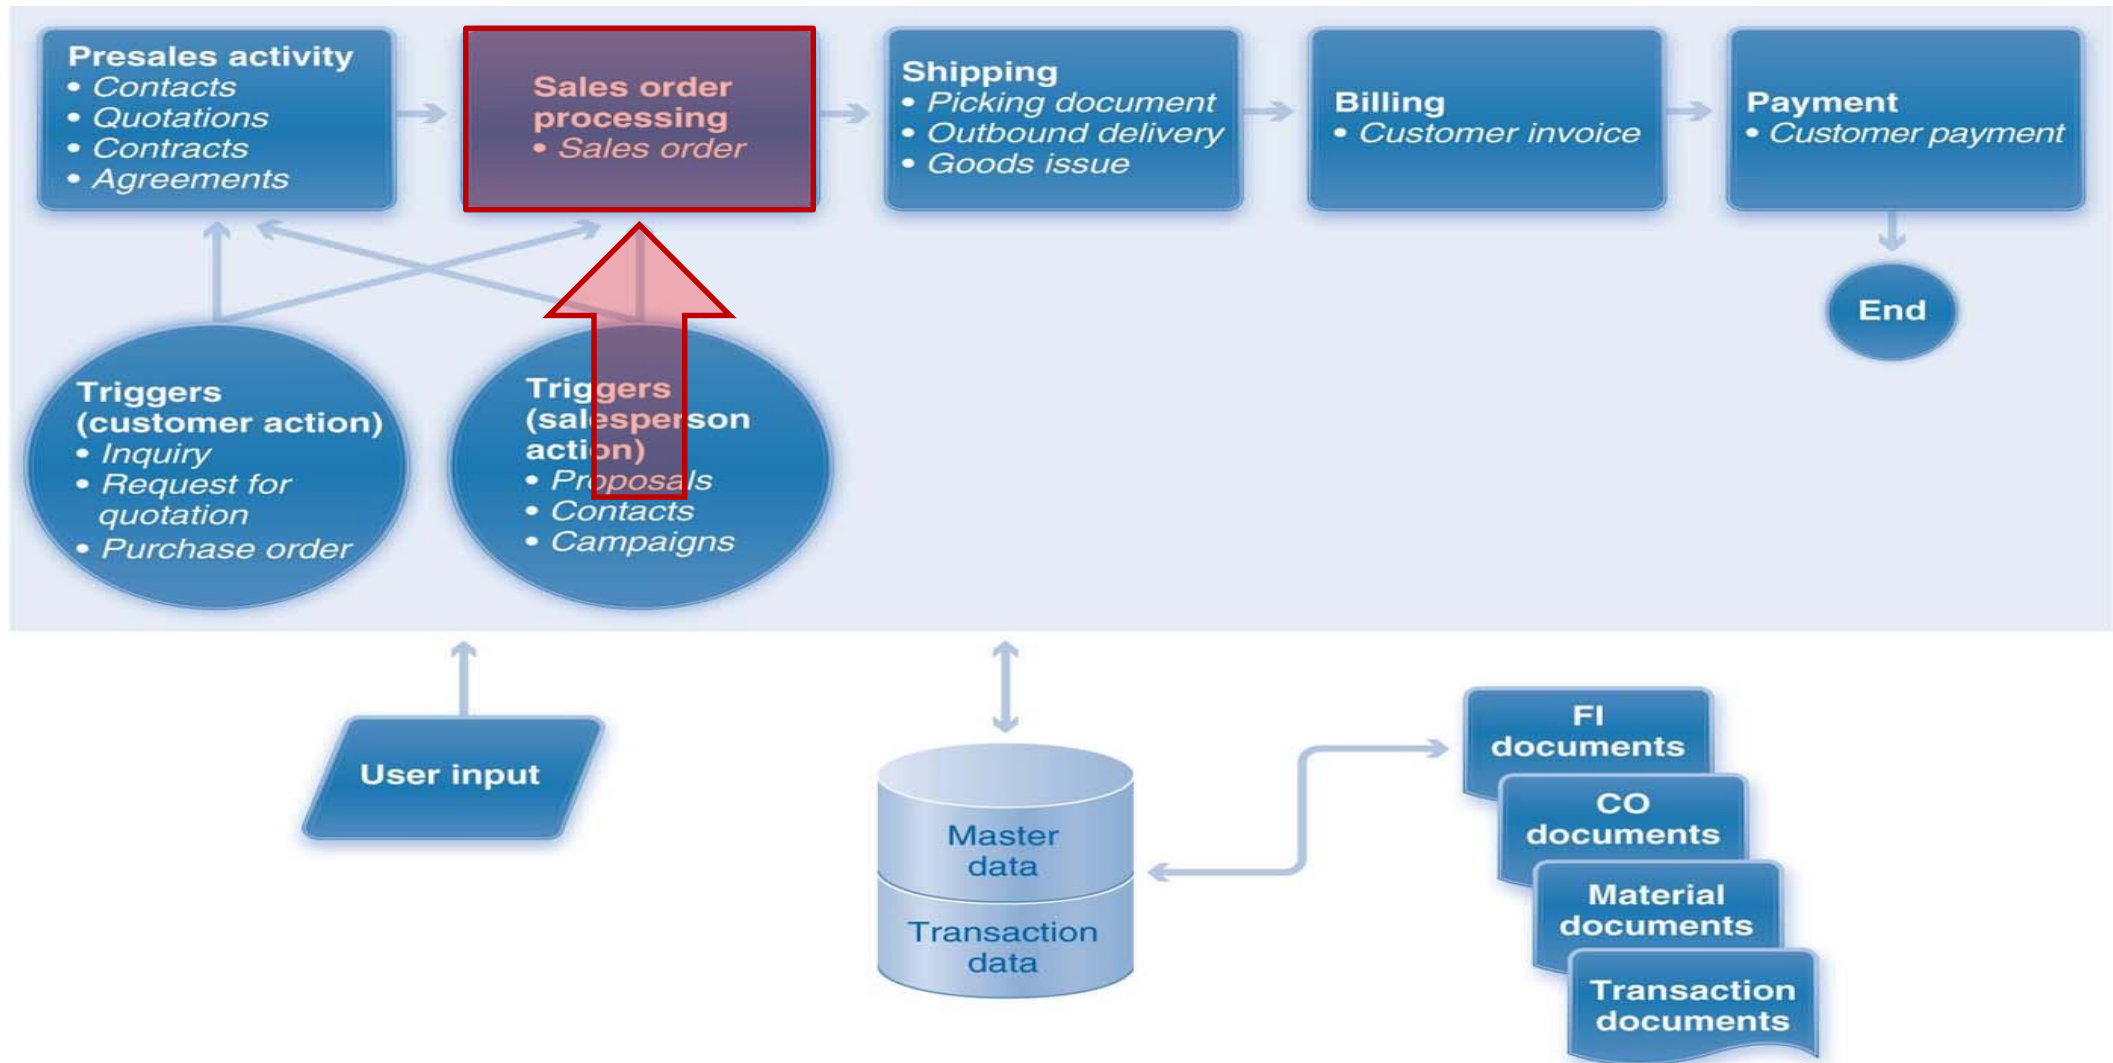 Presales activity
• Contacts
• Quotations
• Contracts
• Agreements
Sales order
processing
• Sales order
Shipping
• Picking document
• Outbound delivery
• Goods issue
Billing
• Customer invoice
Payment
• Customer payment
End
Triggers
(customer action)
• Inquiry
• Request for
quotation
• Purchase order
Triggers
(salesperson
action)
• Proposals
• Contacts
• Campaigns
User input
Master
data
Transaction
data
FI
documents
CO
documents
Material
documents
Transaction
documents